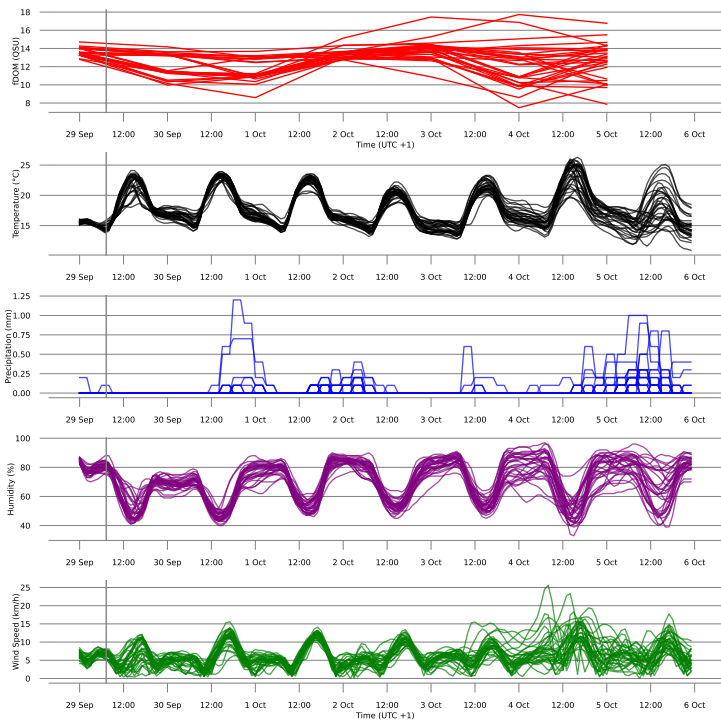 18
16
14
12
10
8
fDOM (QSU)
29 Sep 12:00 30 Sep 12:00 1 Oct 12:00 2 Oct 12:00 3 Oct 12:00 4 Oct 12:00 5 Oct 12:00 6 Oct
Time (UTC +1)
25
20
15
Temperature (°C)
29 Sep 12:00 30 Sep 12:00 1 Oct 12:00 2 Oct 12:00 3 Oct 12:00 4 Oct 12:00 5 Oct 12:00 6 Oct
1.25
1.00
0.75
0.50
0.25
0.00
Precipitation (mm)
29 Sep 12:00 30 Sep 12:00 1 Oct 12:00 2 Oct 12:00 3 Oct 12:00 4 Oct 12:00 5 Oct 12:00 6 Oct
100
80
60
40
Humidity (%)
29 Sep 12:00 30 Sep 12:00 1 Oct 12:00 2 Oct 12:00 3 Oct 12:00 4 Oct 12:00 5 Oct 12:00 6 Oct
25
20
15
10
5
0
Wind Speed (km/h)
29 Sep 12:00 30 Sep 12:00 1 Oct 12:00 2 Oct 12:00 3 Oct 12:00 4 Oct 12:00 5 Oct 12:00 6 Oct
Time (UTC +1)